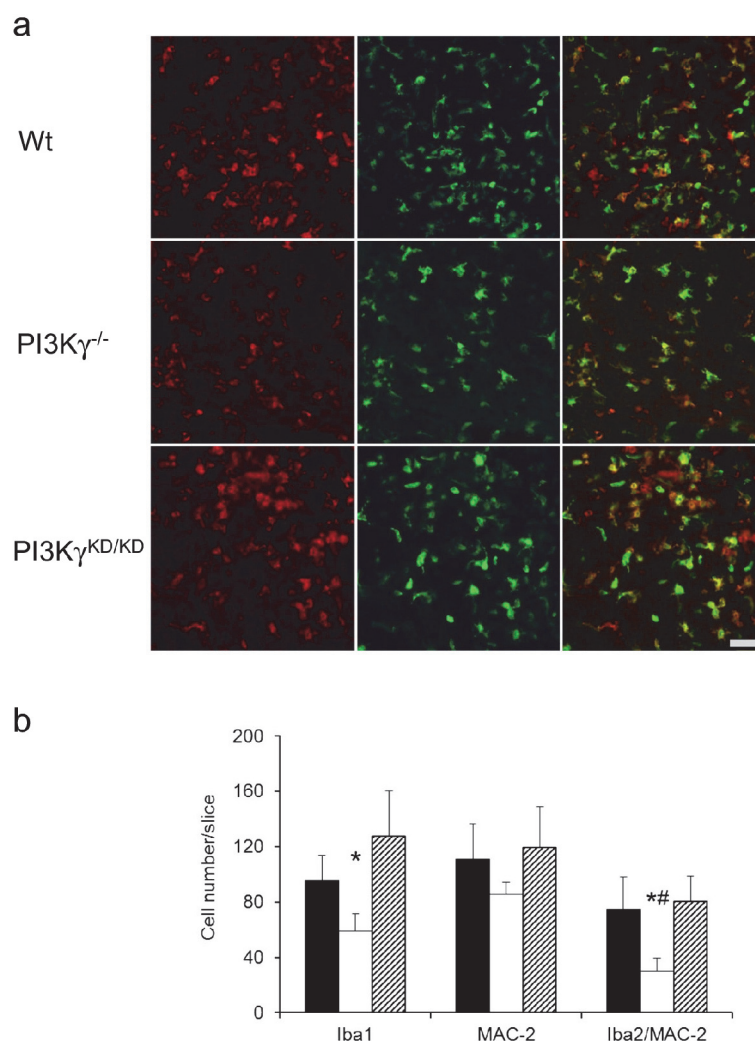 a
Wt
PI3Kγ-/-
PI3KγKD/KD
b
Cell number/slice
200
160
120
80
40
0
*
*#
Iba1
MAC-2
Iba2/MAC-2